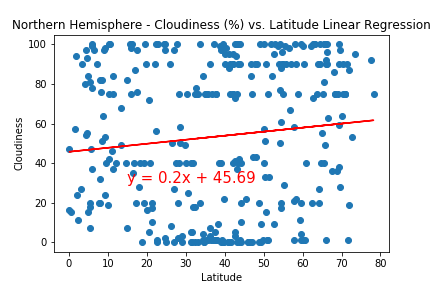 Northern Hemisphere - Cloudiness (%) vs. Latitude Linear Regression
100
80
60
40
20
0
Cloudiness
y = 0.2x + 45.69
0 10 20 30 40 50 60 70 80
Latitude